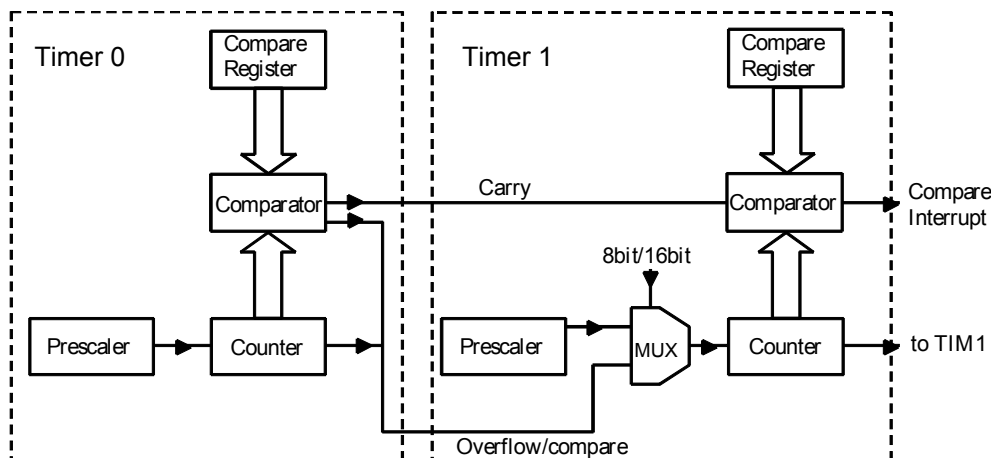 Timer 0
Compare
Register
Comparator
Prescaler
Counter
Timer 1
Compare
Register
Carry
Comparator
Compare
Interrupt
8bit/16bit
Prescaler
MUX
Counter
to TIM1
Overflow/compare